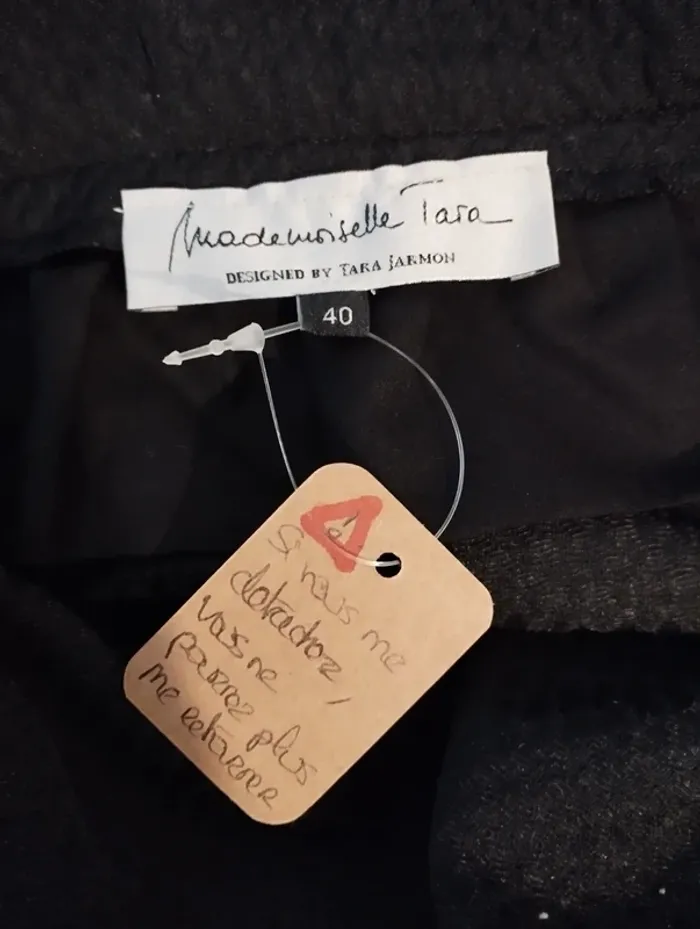 Mademoiselle Tara
DESIGNED BY TARA JARMON
40
!
Si vous me
détachez,
vous ne
pourrez plus
me retourner